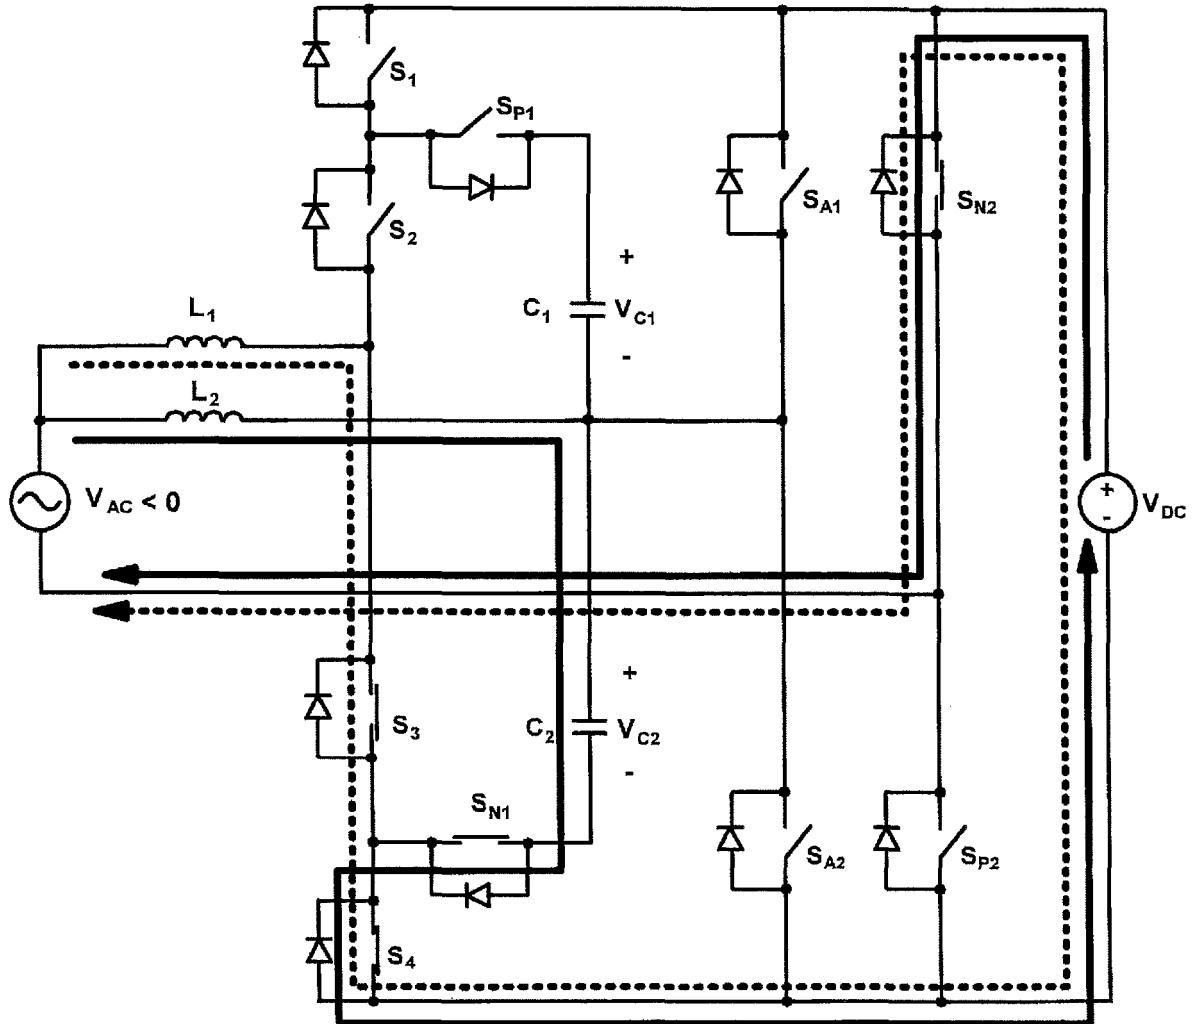 S1
SP1
S2
SA1
SN2
+
C1
VC1
-
L1
L2
VAC < 0
+
-
VDC
+
C2
VC2
-
S3
SN1
SA2
SP2
S4